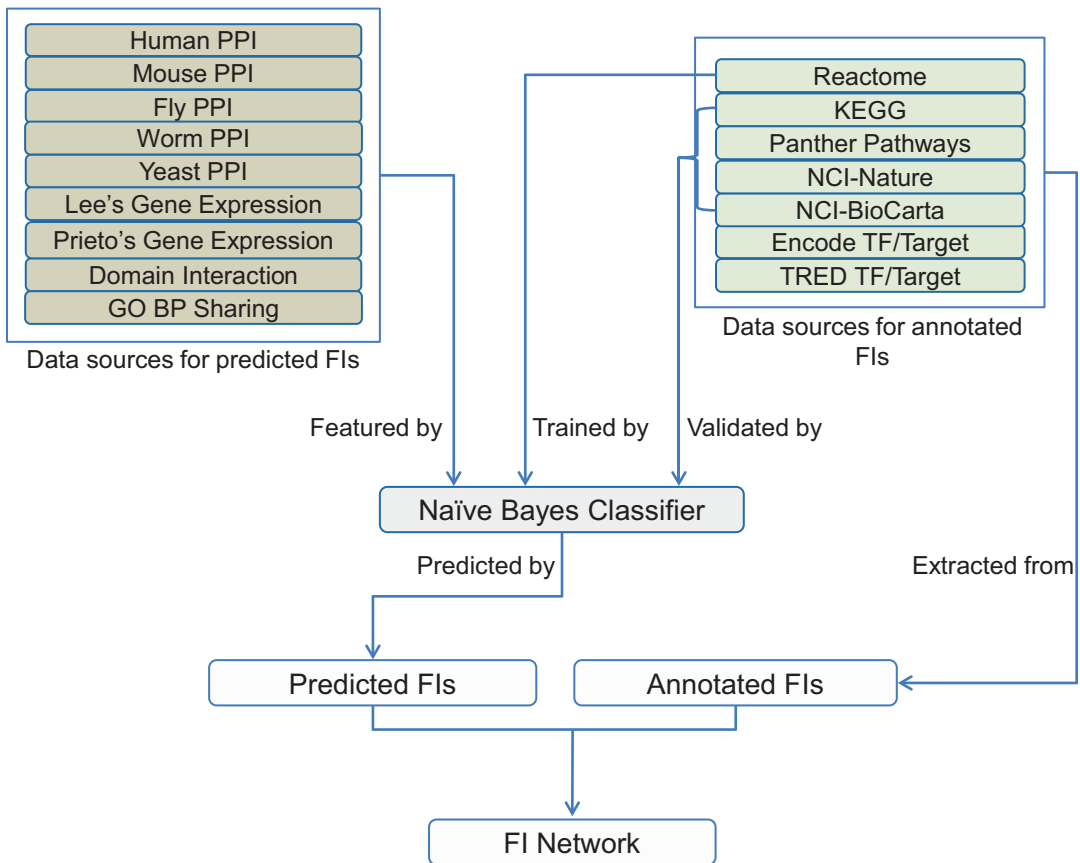 Human PPI
Mouse PPI
Fly PPI
Worm PPI
Yeast PPI
Lee's Gene Expression
Prieto's Gene Expression
Domain Interaction
GO BP Sharing
Data sources for predicted FIs
Reactome
KEGG
Panther Pathways
NCI-Nature
NCI-BioCarta
Encode TF/Target
TRED TF/Target
Data sources for annotated
FIs
Featured by
Trained by
Validated by
Naïve Bayes Classifier
Predicted by
Extracted from
Predicted FIs
Annotated FIs
FI Network